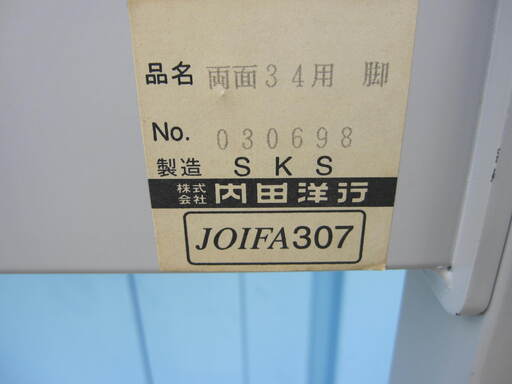 品名 両面34用 脚
No. 030698
製造 SKS
株式会社 内田洋行
JOIFA307